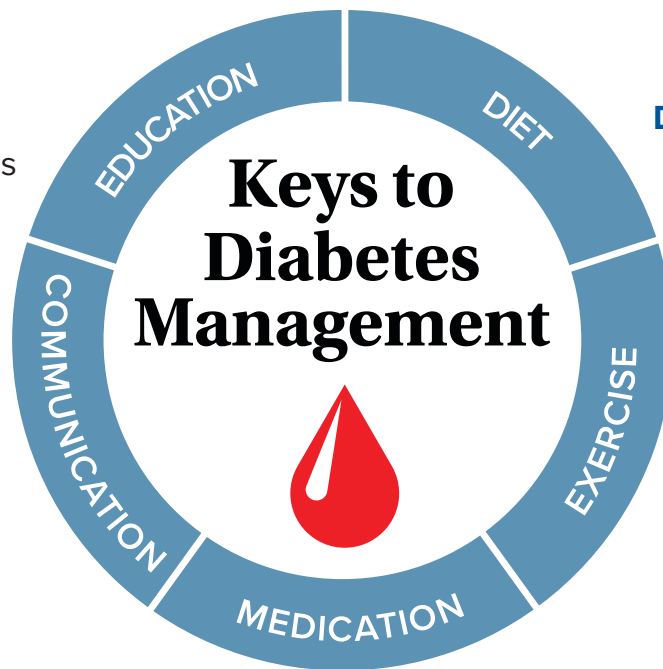 EDUCATION
DIET
S
D
Keys to
Diabetes
Management
COMMUNICATION
EXERCISE
MEDICATION